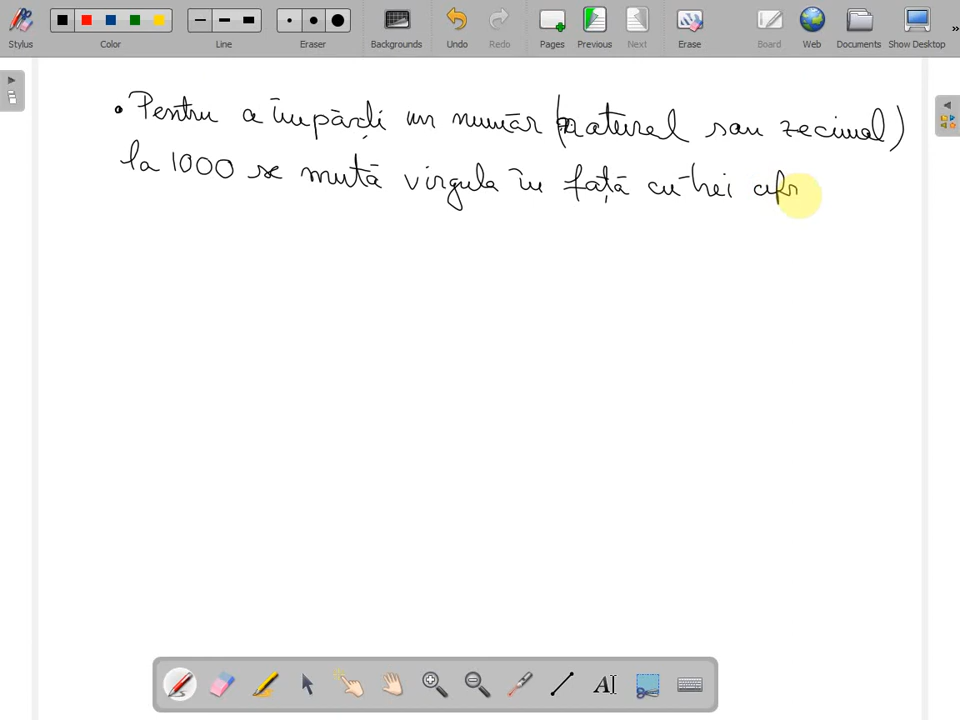 Stylus
Color
Line
Eraser
Backgrounds
Undo
Redo
Pages
Previous
Next
Erase
Board
Web
Documents
Show Desktop
»
• Pentru a împărți un număr (natural sau zecimal)
la 1000 se mută virgula în față cu trei cifr